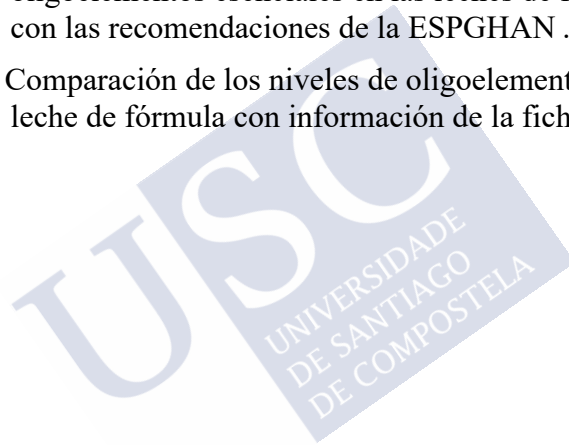 con las recomendaciones de la ESPGHAN .
Comparación de los niveles de oligoelement
leche de fórmula con información de la fich
USC
UNIVERSIDADE
DE SANTIAGO
DE COMPOSTELA